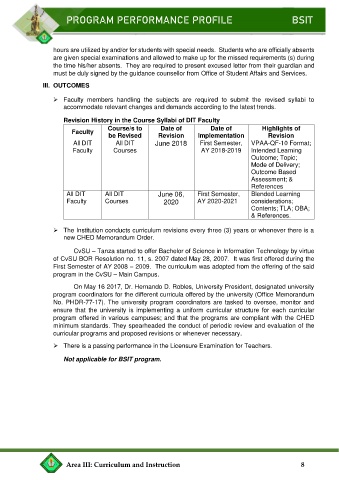 PROGRAM PERFORMANCE PROFILE BSIT
hours are utilized by and/or for students with special needs. Students who are officially absents
are given special examinations and allowed to make up for the missed requirements (s) during
the time his/her absents. They are required to present excused letter from their guardian and
must be duly signed by the guidance counsellor from Office of Student Affairs and Services.
III. OUTCOMES
➢ Faculty members handling the subjects are required to submit the revised syllabi to
accommodate relevant changes and demands according to the latest trends.
Revision History in the Course Syllabi of DIT Faculty
Faculty Course/s to be Revised Date of Revision Date of Implementation Highlights of Revision
All DIT Faculty All DIT Courses June 2018 First Semester, AY 2018-2019 VPAA-QF-10 Format; Intended Learning Outcome; Topic; Mode of Delivery; Outcome Based Assessment; & References
All DIT Faculty All DIT Courses June 06, 2020 First Semester, AY 2020-2021 Blended Learning considerations; Contents; TLA; OBA; & References.
➢ The Institution conducts curriculum revisions every three (3) years or whenever there is a
new CHED Memorandum Order.
CvSU – Tanza started to offer Bachelor of Science in Information Technology by virtue
of CvSU BOR Resolution no. 11, s. 2007 dated May 28, 2007. It was first offered during the
First Semester of AY 2008 – 2009. The curriculum was adopted from the offering of the said
program in the CvSU – Main Campus.
On May 16 2017, Dr. Hernando D. Robles, University President, designated university
program coordinators for the different curricula offered by the university (Office Memorandum
No. PHDR-77-17). The university program coordinators are tasked to oversee, monitor and
ensure that the university is implementing a uniform curricular structure for each curricular
program offered in various campuses; and that the programs are compliant with the CHED
minimum standards. They spearheaded the conduct of periodic review and evaluation of the
curricular programs and proposed revisions or whenever necessary.
➢ There is a passing performance in the Licensure Examination for Teachers.
Not applicable for BSIT program.
Area III: Curriculum and Instruction 8